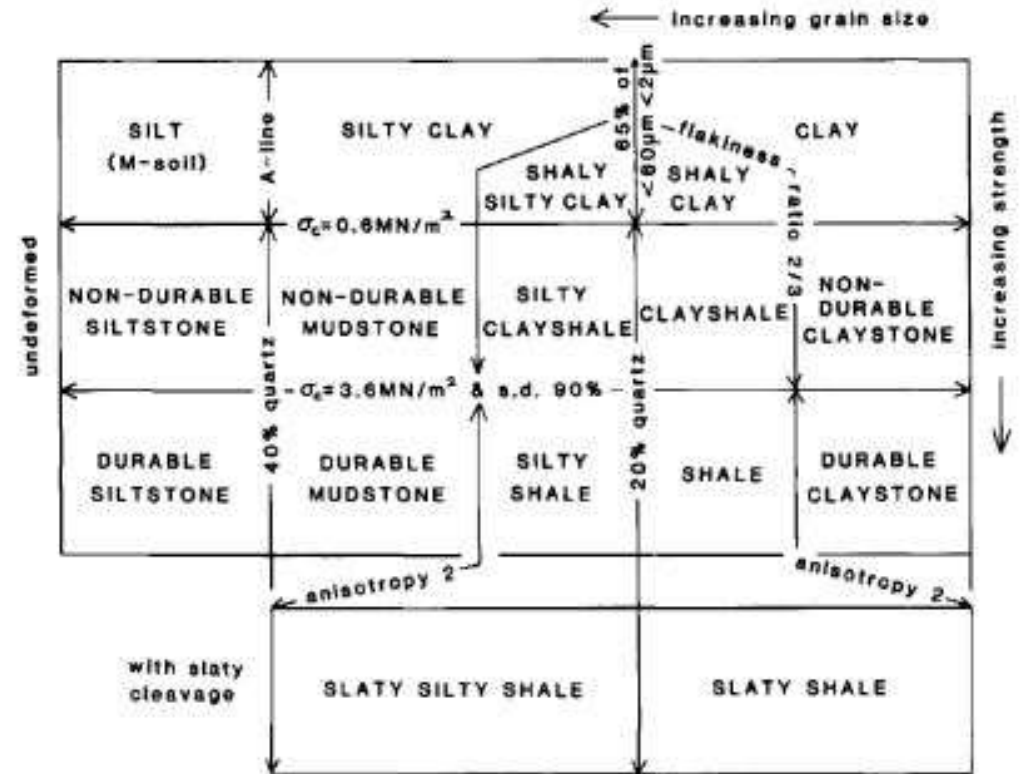 Increasing grain size
65% of
<60µm <2µm
SILT
(M-soil)
A-line
SILTY CLAY
flakiness
ratio 2/3
CLAY
SHALY
SILTY CLAY
SHALY
CLAY
σc=0.6MN/m²
undeformed
increasing strength
NON-DURABLE
SILTSTONE
NON-DURABLE
MUDSTONE
SILTY
CLAYSHALE
CLAYSHALE
NON-
DURABLE
CLAYSTONE
σc=3.6MN/m² & s.d. 90%
40% quartz
20% quartz
DURABLE
SILTSTONE
DURABLE
MUDSTONE
SILTY
SHALE
SHALE
DURABLE
CLAYSTONE
anisotropy 2
anisotropy 2
with slaty
cleavage
SLATY SILTY SHALE
SLATY SHALE